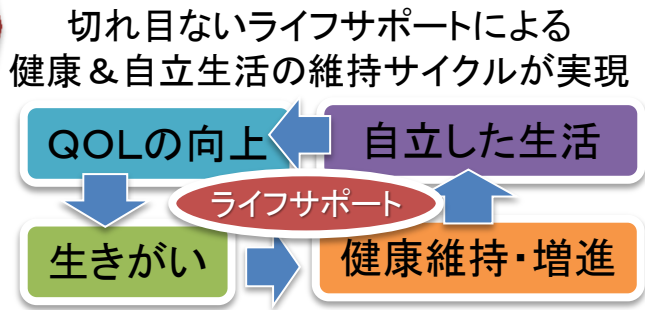 切れ目ないライフサポートによる
健康＆自立生活の維持サイクルが実現
ＱＯＬの向上
自立した生活
ライフサポート
生きがい
健康維持・増進